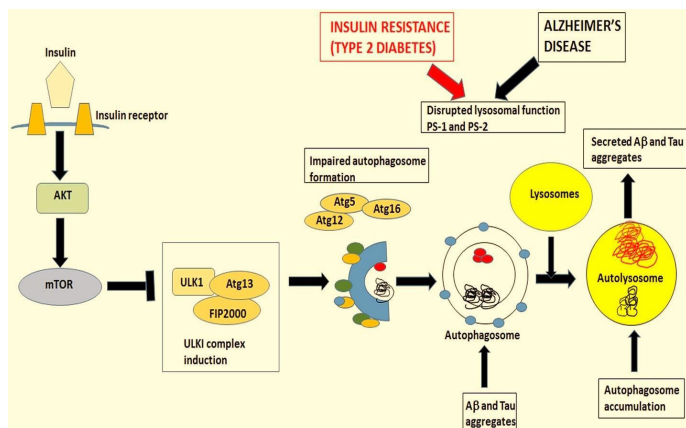 Insulin
Insulin receptor
AKT
mTOR
ULK1
Atg13
FIP2000
ULKI complex
induction
Impaired autophagosome
formation
Atg5
Atg16
Atg12
INSULIN RESISTANCE
(TYPE 2 DIABETES)
ALZHEIMER'S
DISEASE
Disrupted lysosomal function
PS-1 and PS-2
Autophagosome
Aβ and Tau
aggregates
Lysosomes
Secreted Aβ and Tau
aggregates
Autolysosome
Autophagosome
accumulation